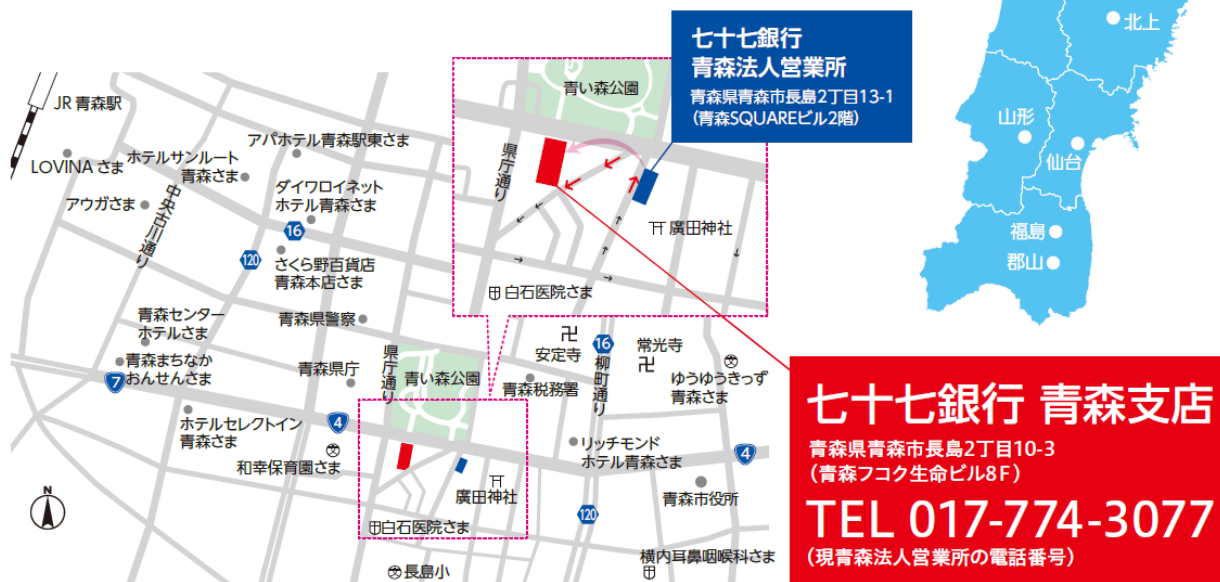 七十七銀行
青森法人営業所
青森県青森市長島2丁目13-1
（青森SQUAREビル2階）
北上
山形
仙台
福島
郡山
JR 青森駅
LOVINA さま
ホテルサンルート
青森さま
アパホテル青森駅東さま
ダイワロイネット
ホテル青森さま
アウガさま
中央古川通り
16
120
さくら野百貨店
青森本店さま
青い森公園
県庁通り
廣田神社
白石医院さま
青森センター
ホテルさま
青森県警察
青森まちなか
おんせんさま
7
青森県庁
県庁通り
青い森公園
安定寺
16
常光寺
柳町通り
青森税務署
ゆうゆうきっず
青森さま
文
ホテルセレクトイン
青森さま
4
文
和幸保育園さま
リッチモンド
ホテル青森さま
4
廣田神社
青森市役所
白石医院さま
120
横内耳鼻咽喉科さま
文長島小
N
七十七銀行 青森支店
青森県青森市長島2丁目10-3
（青森フコク生命ビル8F）
TEL 017-774-3077
（現青森法人営業所の電話番号）